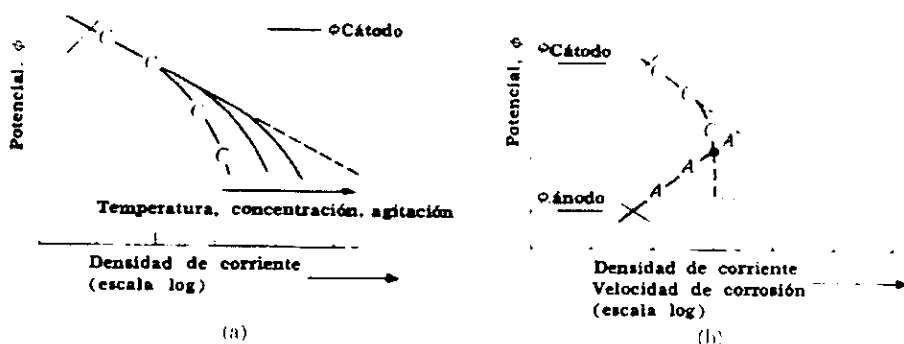 Potencial. Φ
ΦCátodo
C
C
C
C
Temperatura, concentración, agitación
Densidad de corriente
(escala log)
(a)
Potencial, Φ
ΦCátodo
C
C
C
A
A
A
Φánodo
Densidad de corriente
Velocidad de corrosión
(escala log)
(b)